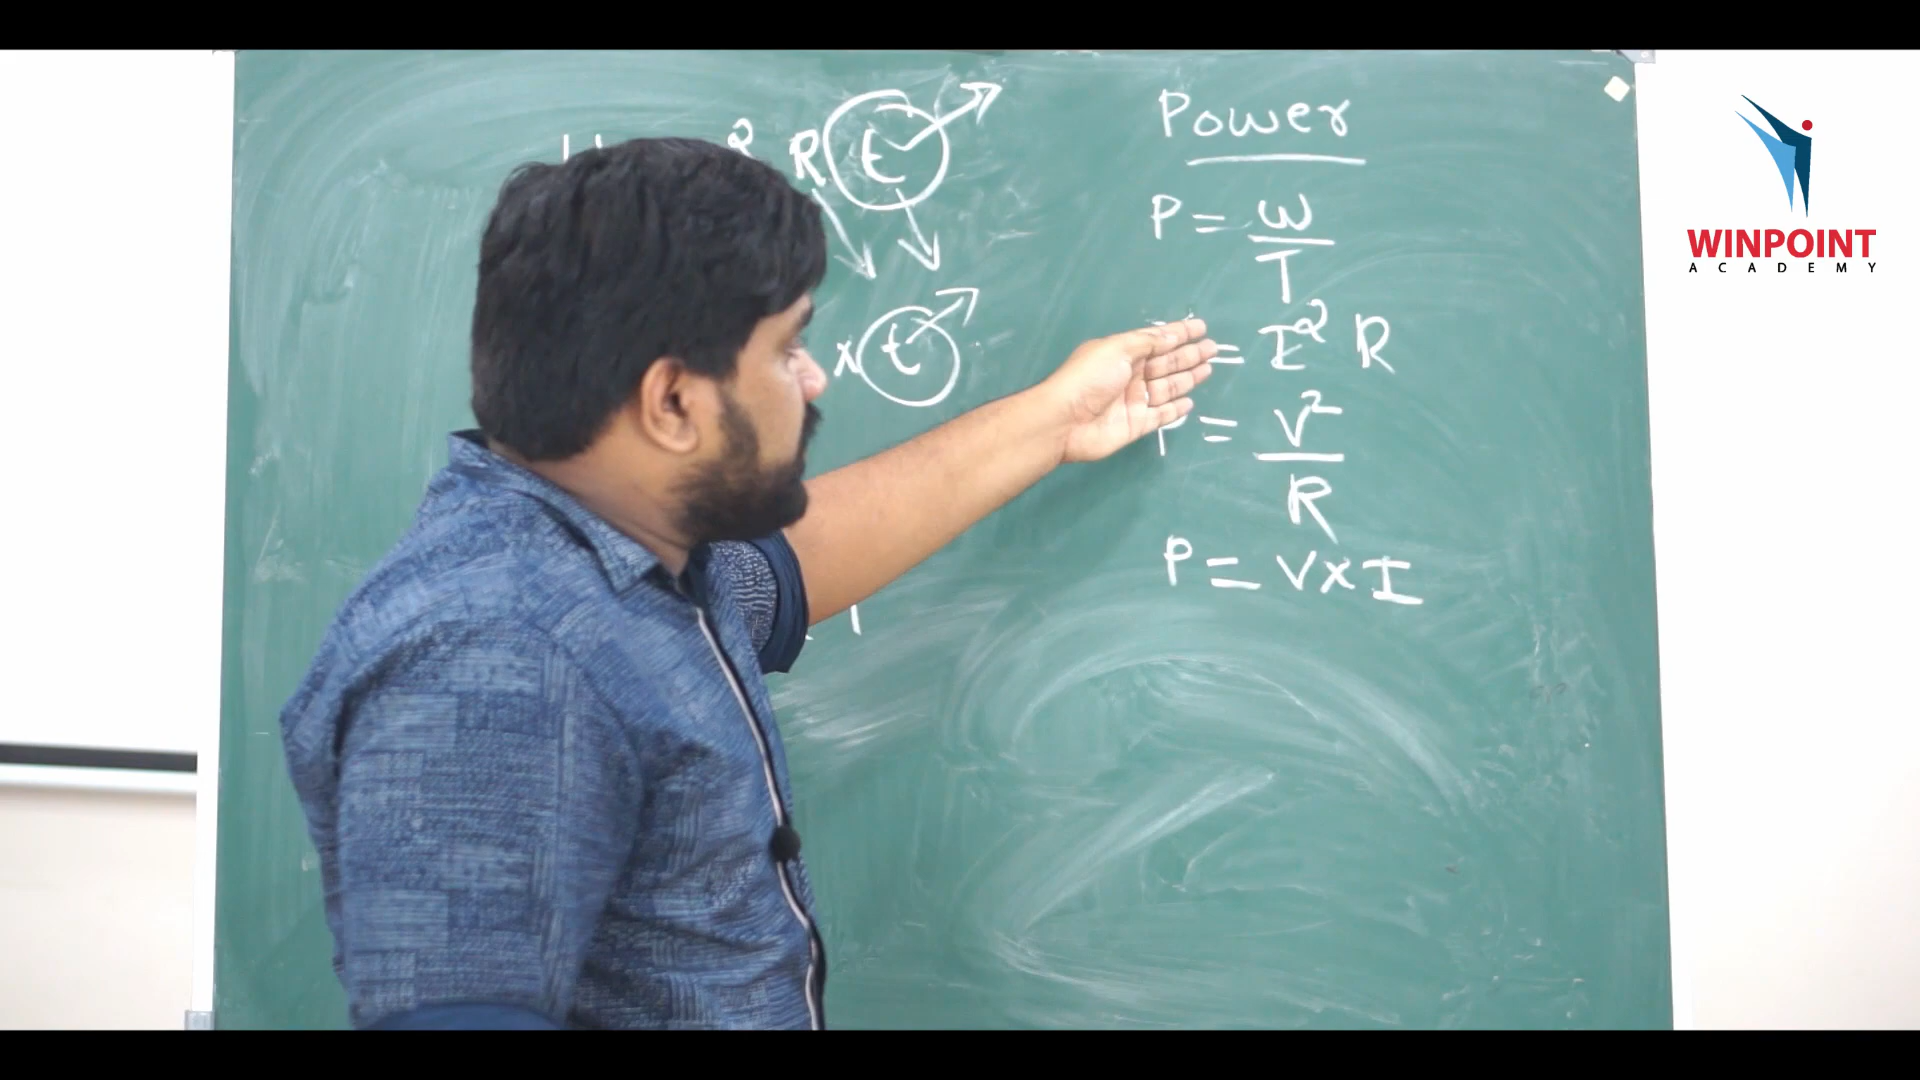 R t
x t
Power
P = W
T
= I² R
P = V²
R
P = V x I
WINPOINT
ACADEMY